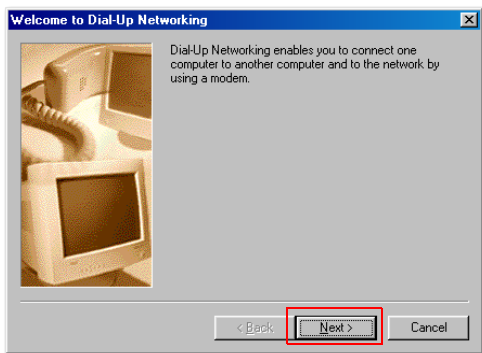 Welcome to Dial-Up Networking
Dial-Up Networking enables you to connect one
computer to another computer and to the network by
using a modem.
< Back Next > Cancel